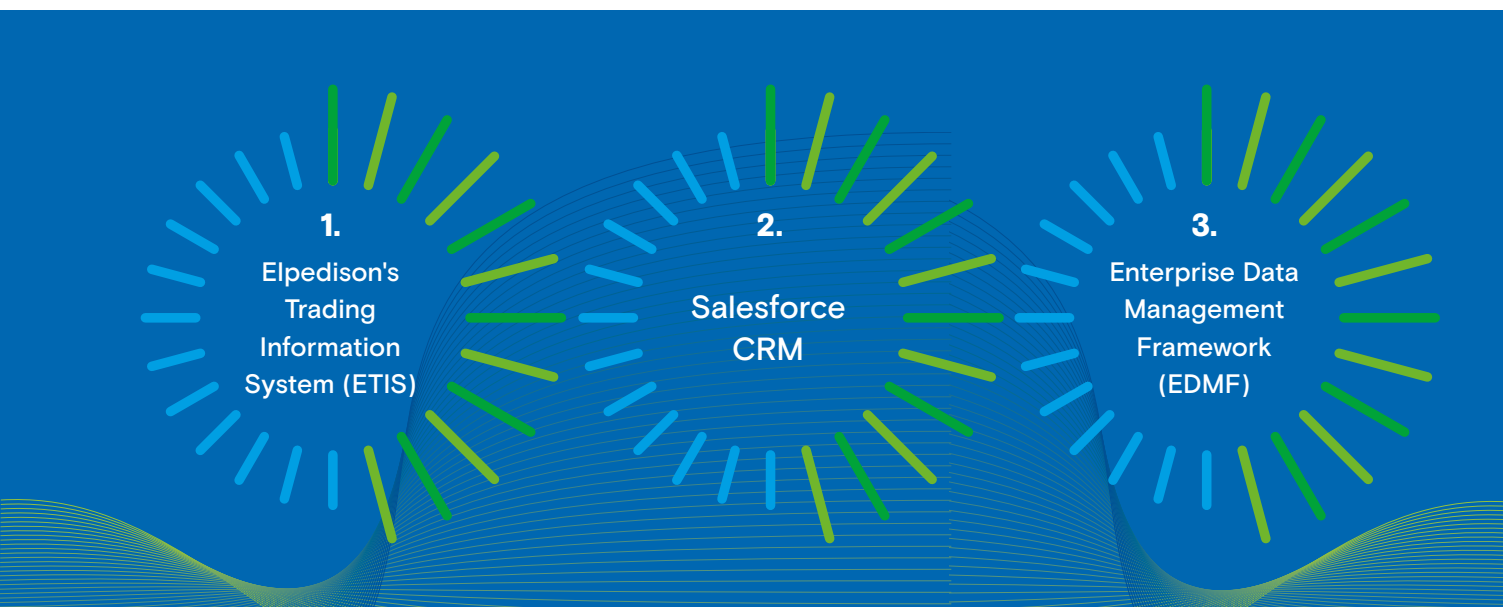 1.
Elpedison's
Trading
Information
System (ETIS)
2.
Salesforce
CRM
3.
Enterprise Data
Management
Framework
(EDMF)